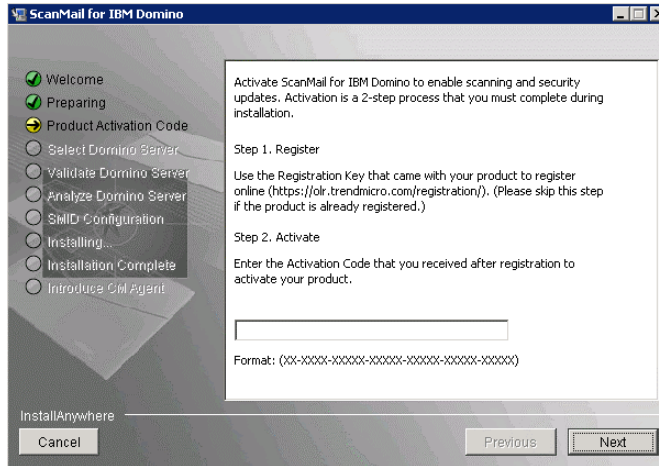 ScanMail for IBM Domino
Welcome
Preparing
Product Activation Code
Select Domino Server
Validate Domino Server
Analyze Domino Server
SMID Configuration
Installing...
Installation Complete
Introduce CM Agent
Activate ScanMail for IBM Domino to enable scanning and security
updates. Activation is a 2-step process that you must complete during
installation.
Step 1. Register
Use the Registration Key that came with your product to register
online (https://olr.trendmicro.com/registration/). (Please skip this step
if the product is already registered.)
Step 2. Activate
Enter the Activation Code that you received after registration to
activate your product.
Format: (XX-XXXX-XXXXX-XXXXX-XXXXX-XXXXX-XXXXX)
InstallAnywhere
Cancel
Previous
Next